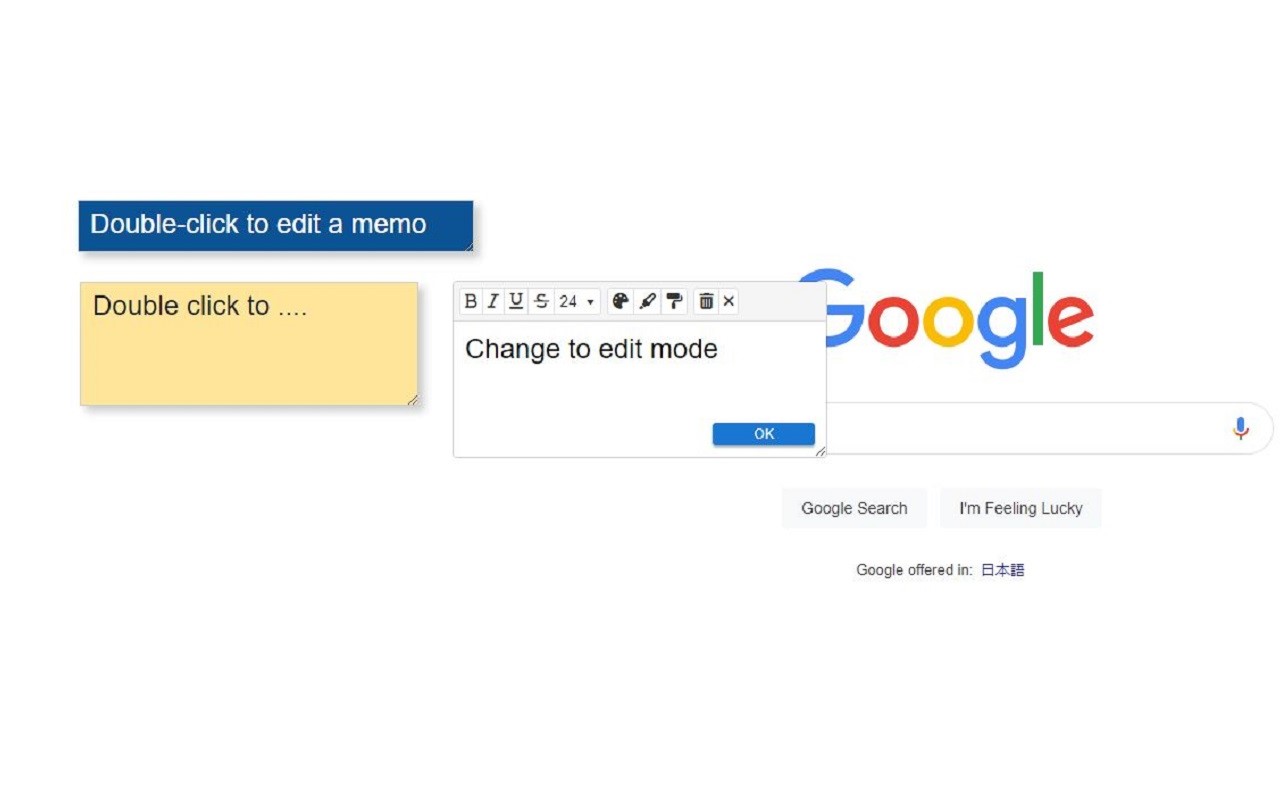 Double-click to edit a memo
Double click to ....
B I U S 24
Change to edit mode
OK
Google
Google Search
I'm Feeling Lucky
Google offered in: 日本語